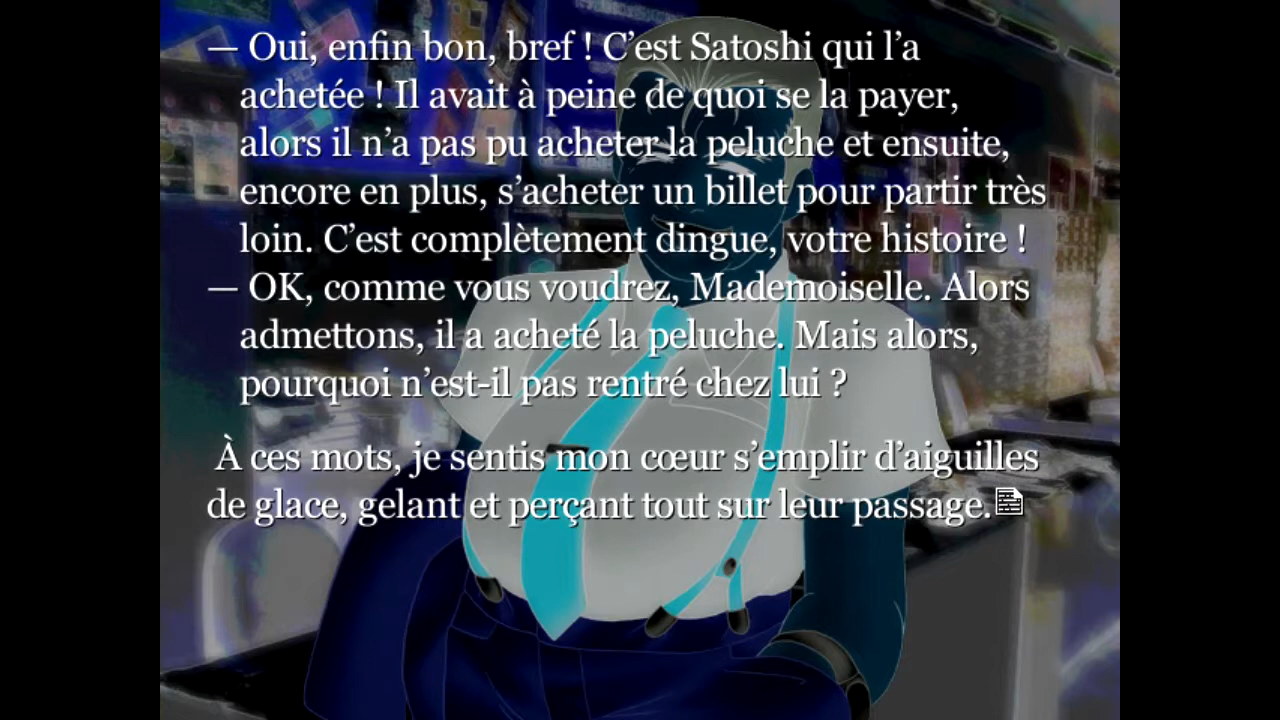 — Oui, enfin bon, bref ! C’est Satoshi qui l’a
achetée ! Il avait à peine de quoi se la payer,
alors il n’a pas pu acheter la peluche et ensuite,
encore en plus, s’acheter un billet pour partir très
loin. C’est complètement dingue, votre histoire !
— OK, comme vous voudrez, Mademoiselle. Alors
admettons, il a acheté la peluche. Mais alors,
pourquoi n’est-il pas rentré chez lui ?
À ces mots, je sentis mon cœur s’emplir d’aiguilles
de glace, gelant et perçant tout sur leur passage.